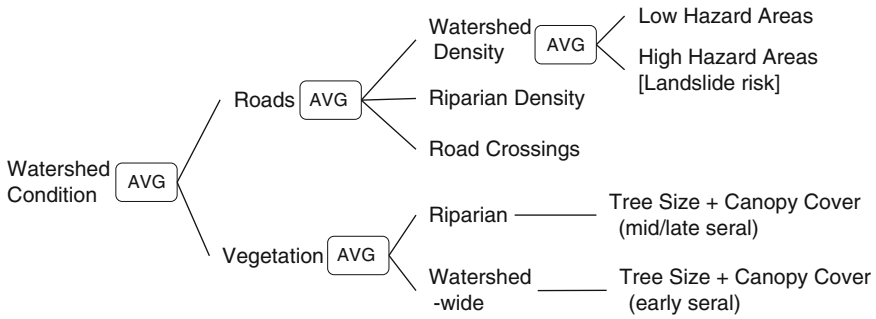 Watershed
Condition
AVG
Roads
AVG
Watershed
Density
AVG
Low Hazard Areas
High Hazard Areas
[Landslide risk]
Riparian Density
Road Crossings
Vegetation
AVG
Riparian
Tree Size + Canopy Cover
(mid/late seral)
Watershed
-wide
Tree Size + Canopy Cover
(early seral)